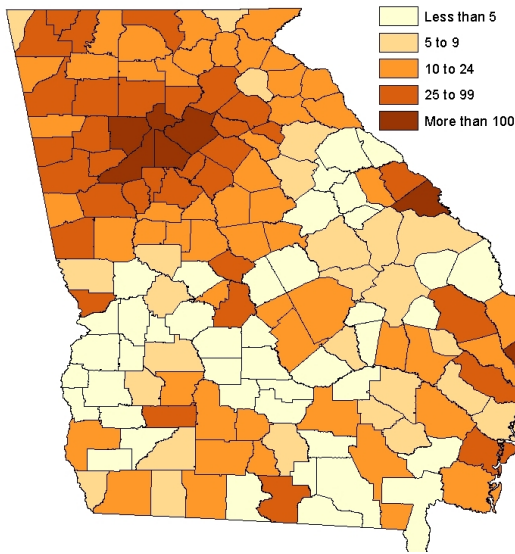 Less than 5
5 to 9
10 to 24
25 to 99
More than 100